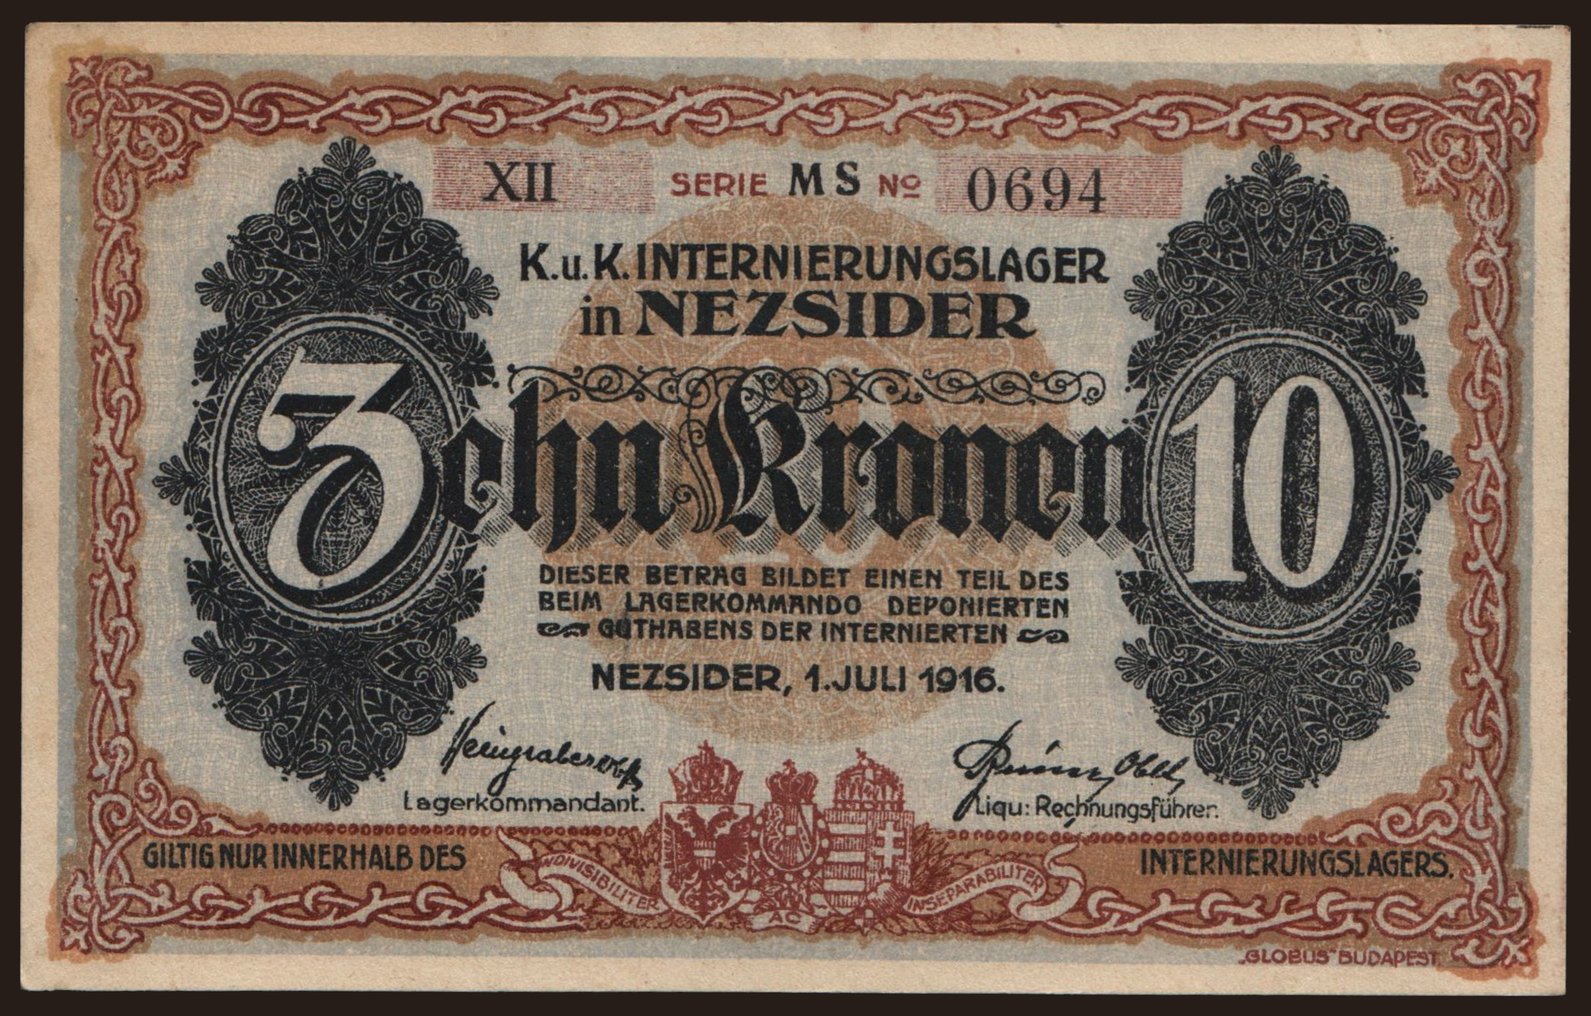 XII SERIE MS No 0694
K.u.K. INTERNIERUNGSLAGER
in NEZSIDER
Zehn Kronen 10
DIESER BETRAG BILDET EINEN TEIL DES
BEIM LAGERKOMMANDO DEPONIERTEN
GUTHABENS DER INTERNIERTEN
NEZSIDER, 1. JULI 1916.
Lagerkommandant. Liqu: Rechnungsführer.
GILTIG NUR INNERHALB DES INTERNIERUNGSLAGERS.
INDIVISIBILITER AC INSEPARABILITER
„GLOBUS" BUDAPEST